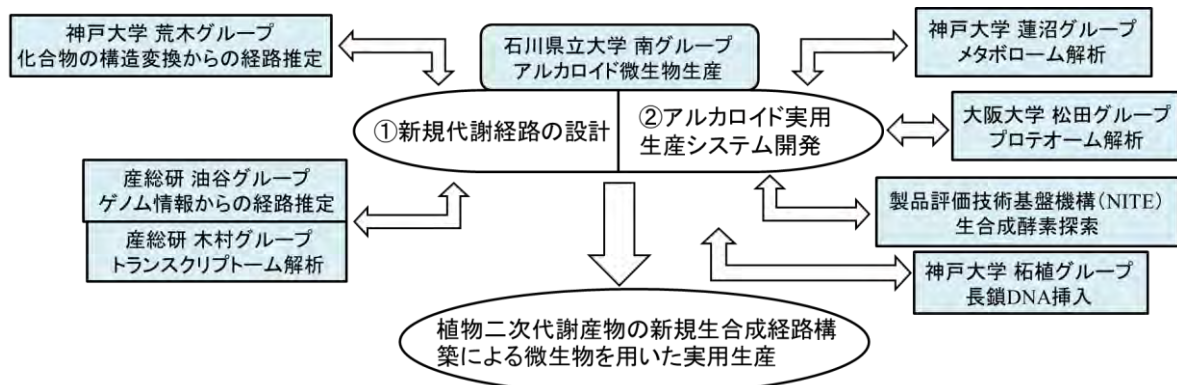 神戸大学 荒木グループ
化合物の構造変換からの経路推定
石川県立大学 南グループ
アルカロイド微生物生産
神戸大学 蓮沼グループ
メタボローム解析
①新規代謝経路の設計
②アルカロイド実用
生産システム開発
大阪大学 松田グループ
プロテオーム解析
産総研 油谷グループ
ゲノム情報からの経路推定
産総研 木村グループ
トランスクリプトーム解析
製品評価技術基盤機構(NITE)
生合成酵素探索
神戸大学 柘植グループ
長鎖DNA挿入
植物二次代謝産物の新規生合成経路構
築による微生物を用いた実用生産